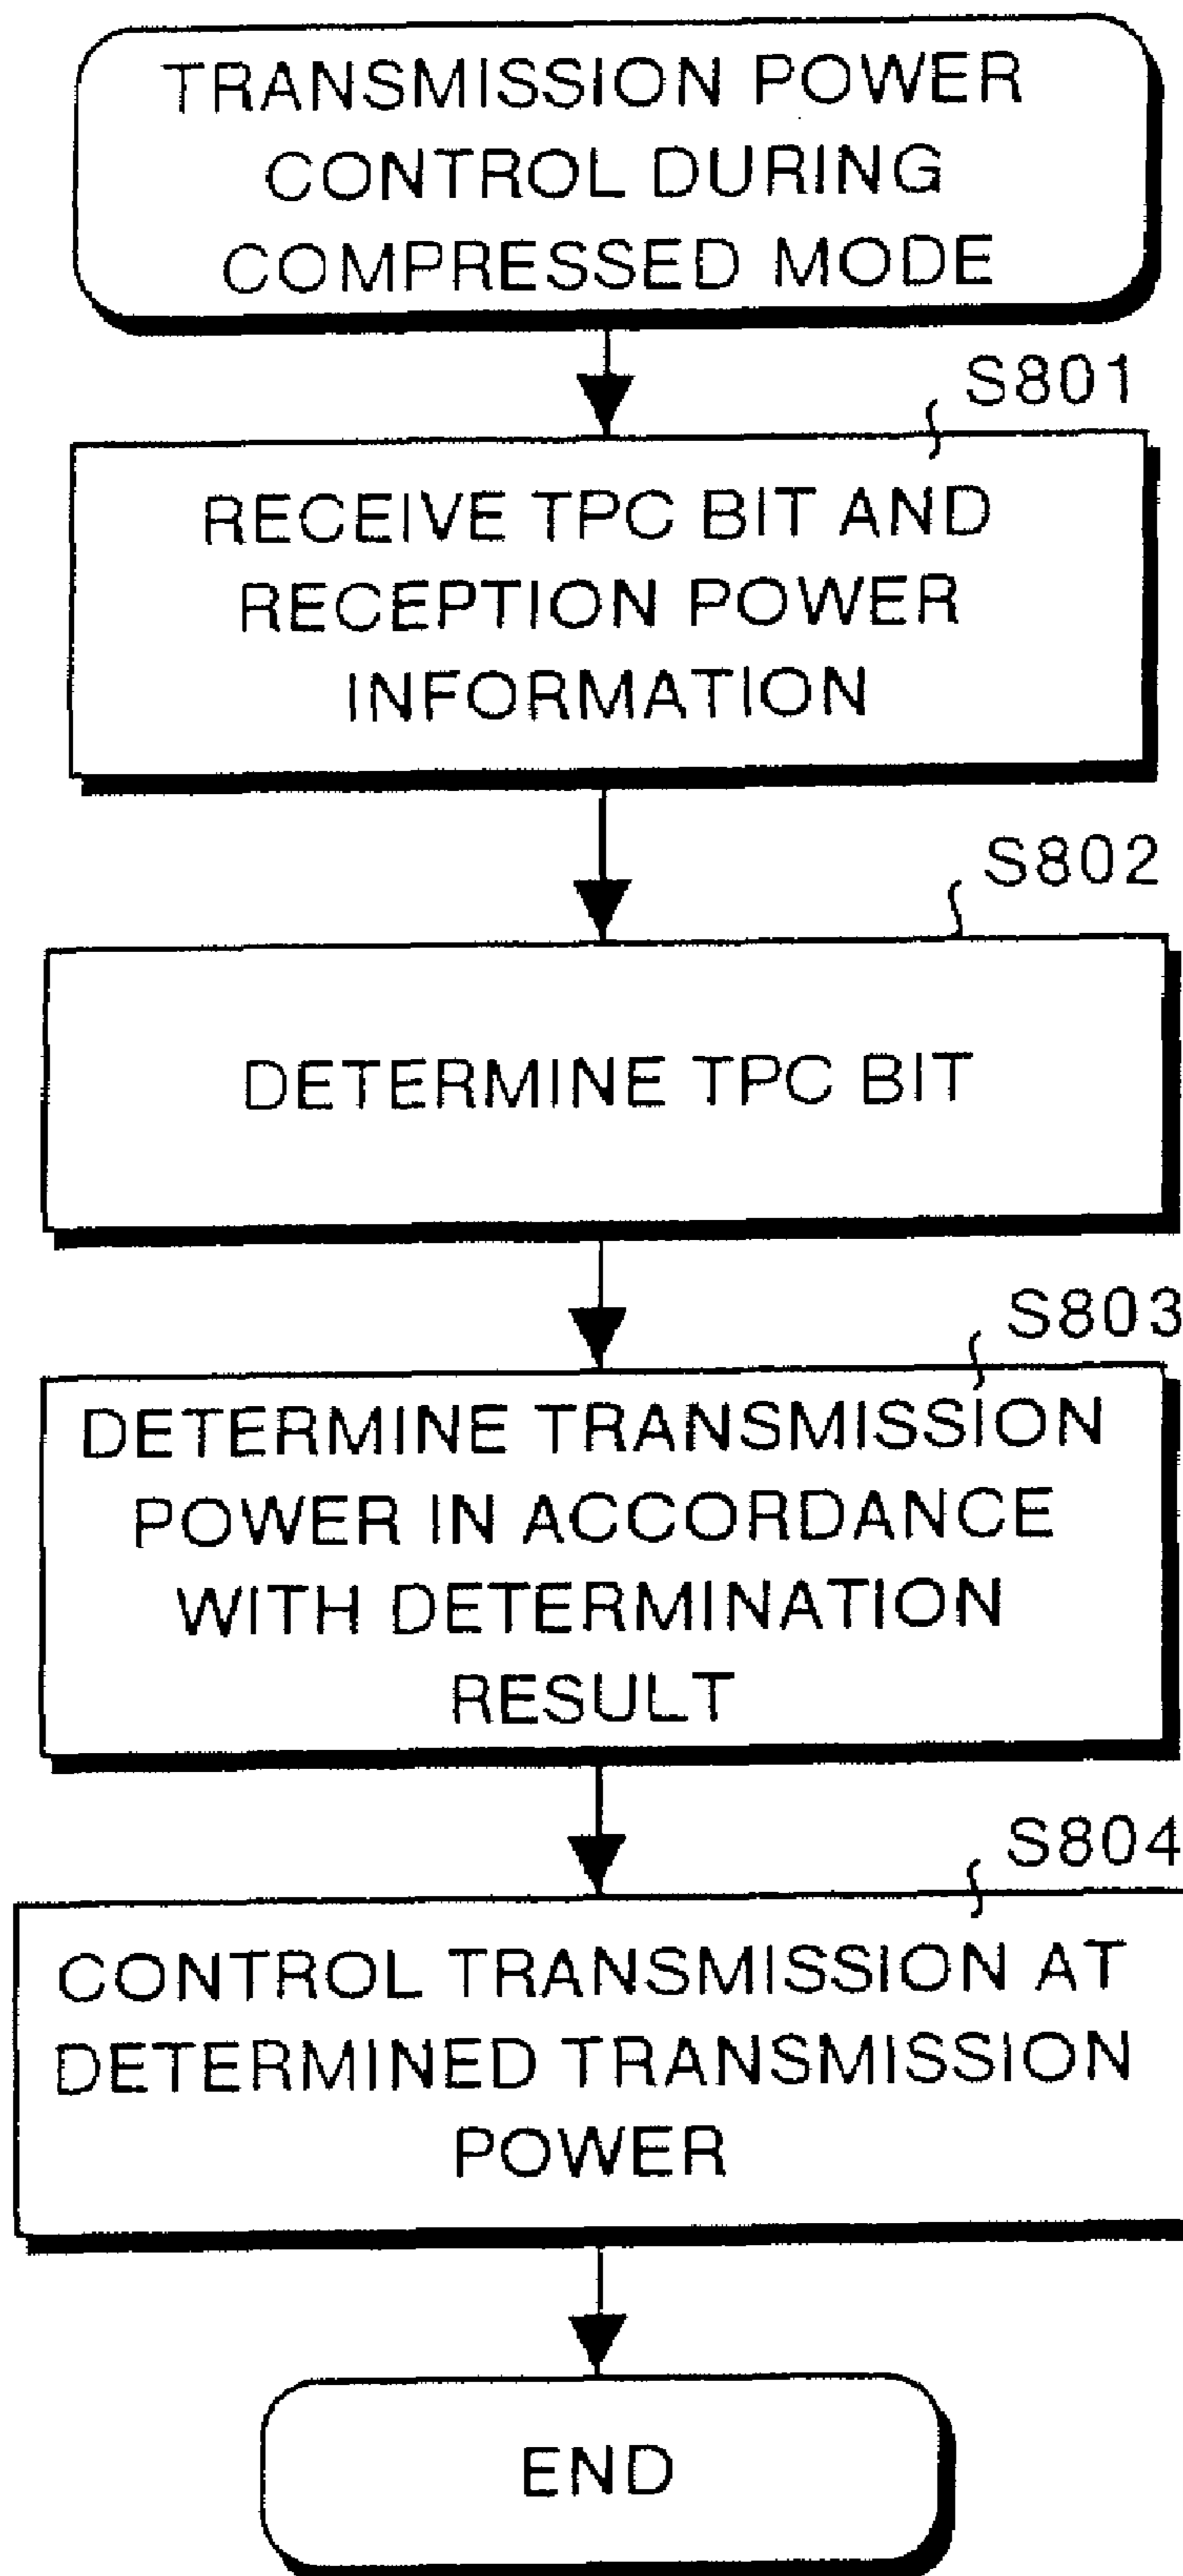 TRANSMISSION POWER
CONTROL DURING
COMPRESSED MODE
S801
RECEIVE TPC BIT AND
RECEPTION POWER
INFORMATION
S802
DETERMINE TPC BIT
S803
DETERMINE TRANSMISSION
POWER IN ACCORDANCE
WITH DETERMINATION
RESULT
S804
CONTROL TRANSMISSION AT
DETERMINED TRANSMISSION
POWER
END